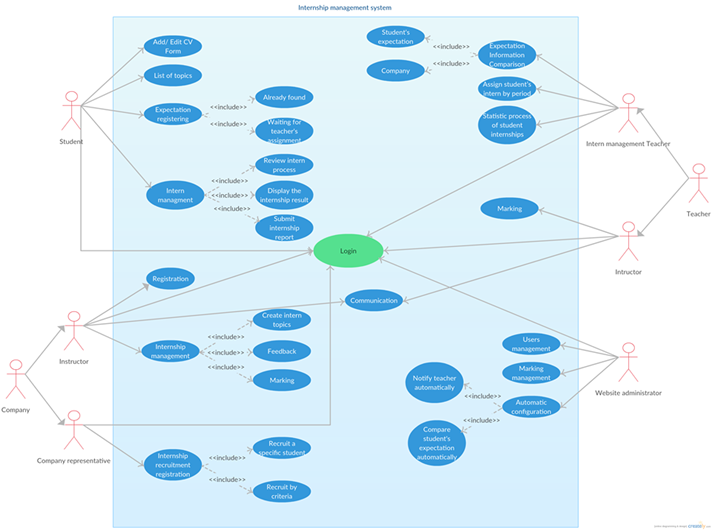 Internship management system
Add/ Edit CV
Form
List of topics
Expectation
registering
<<include>>
<<include>>
Already found
Waiting for
teacher's
assignment
Student
Intern
managment
<<include>>
<<include>>
<<include>>
Review intern
process
Display the
internship result
Submit
internship
report
Student's
expectation
Company
<<include>>
<<include>>
Expectation
Information
Comparison
Assign student's
intern by period
Statistic process
of student
internships
Intern management Teacher
Teacher
Marking
Intructor
Login
Communication
Registration
Instructor
Internship
management
<<include>>
<<include>>
<<include>>
Create intern
topics
Feedback
Marking
Company
Company representative
Internship
recruitment
registration
<<include>>
<<include>>
Recruit a
specific student
Recruit by
criteria
Users
management
Marking
management
Automatic
configuration
Website administrator
Notify teacher
automatically
<<include>>
<<include>>
Compare
student's
expectation
automatically